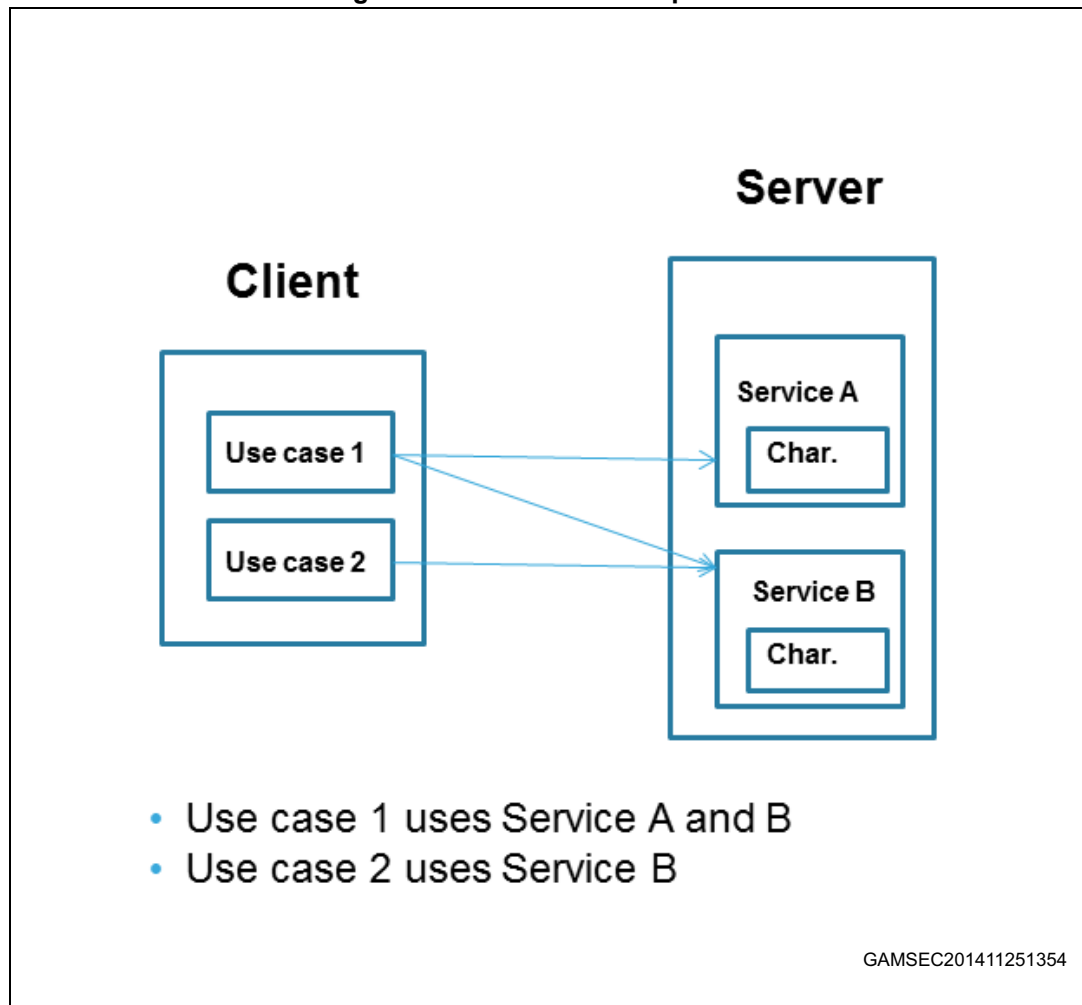 Server
Client
Use case 1
Use case 2
Service A
Char.
Service B
Char.
• Use case 1 uses Service A and B
• Use case 2 uses Service B
GAMSEC201411251354